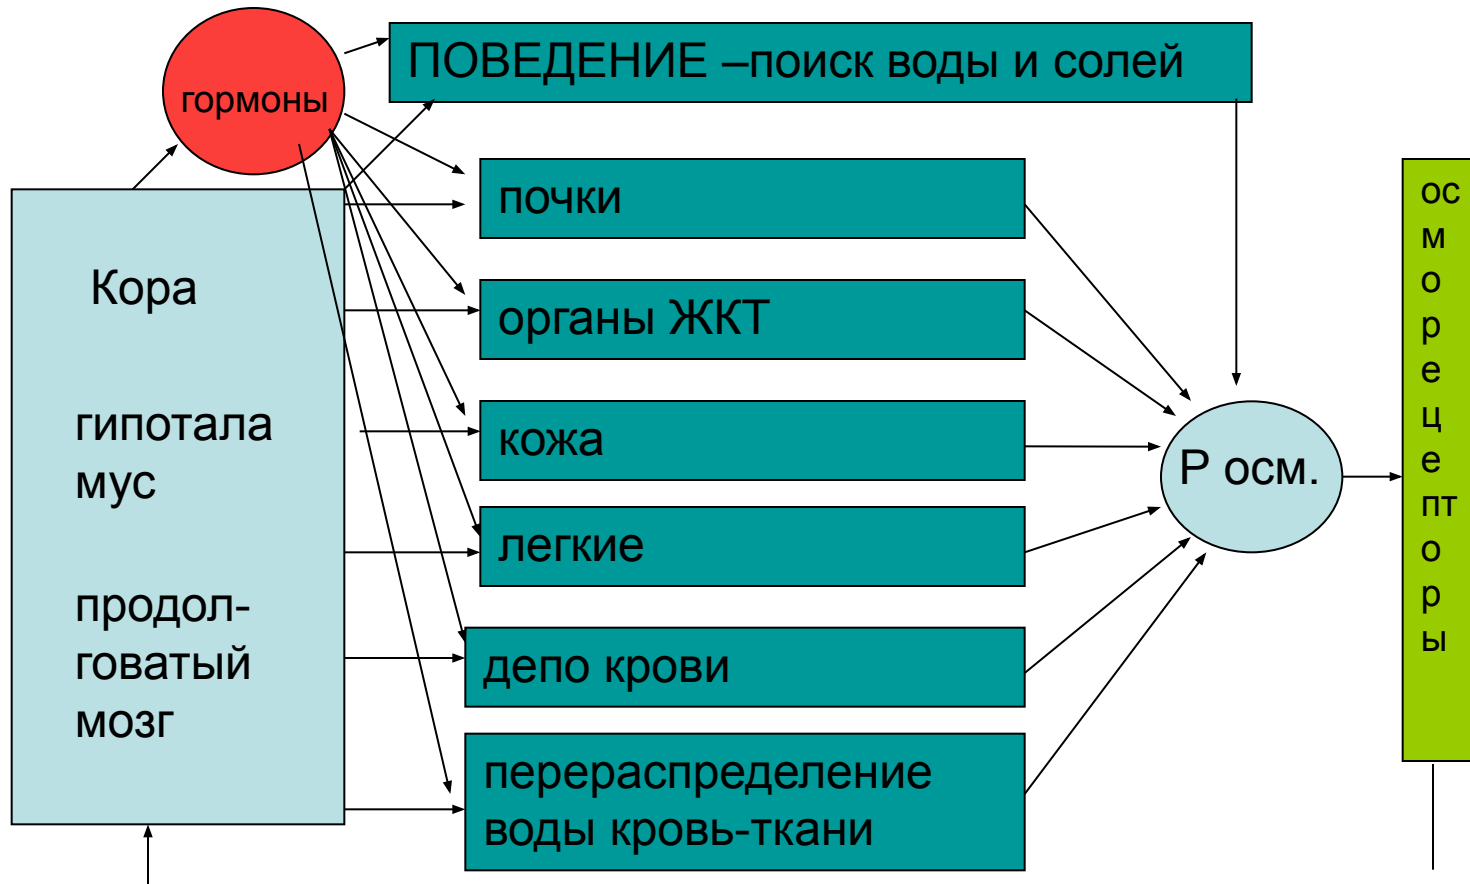 гормоны
ПОВЕДЕНИЕ –поиск воды и солей
Кора
гипотала
мус
продол-
говатый
мозг
почки
органы ЖКТ
кожа
легкие
депо крови
перераспределение
воды кровь-ткани
Р осм.
ос
м
о
р
е
ц
е
пт
о
р
ы